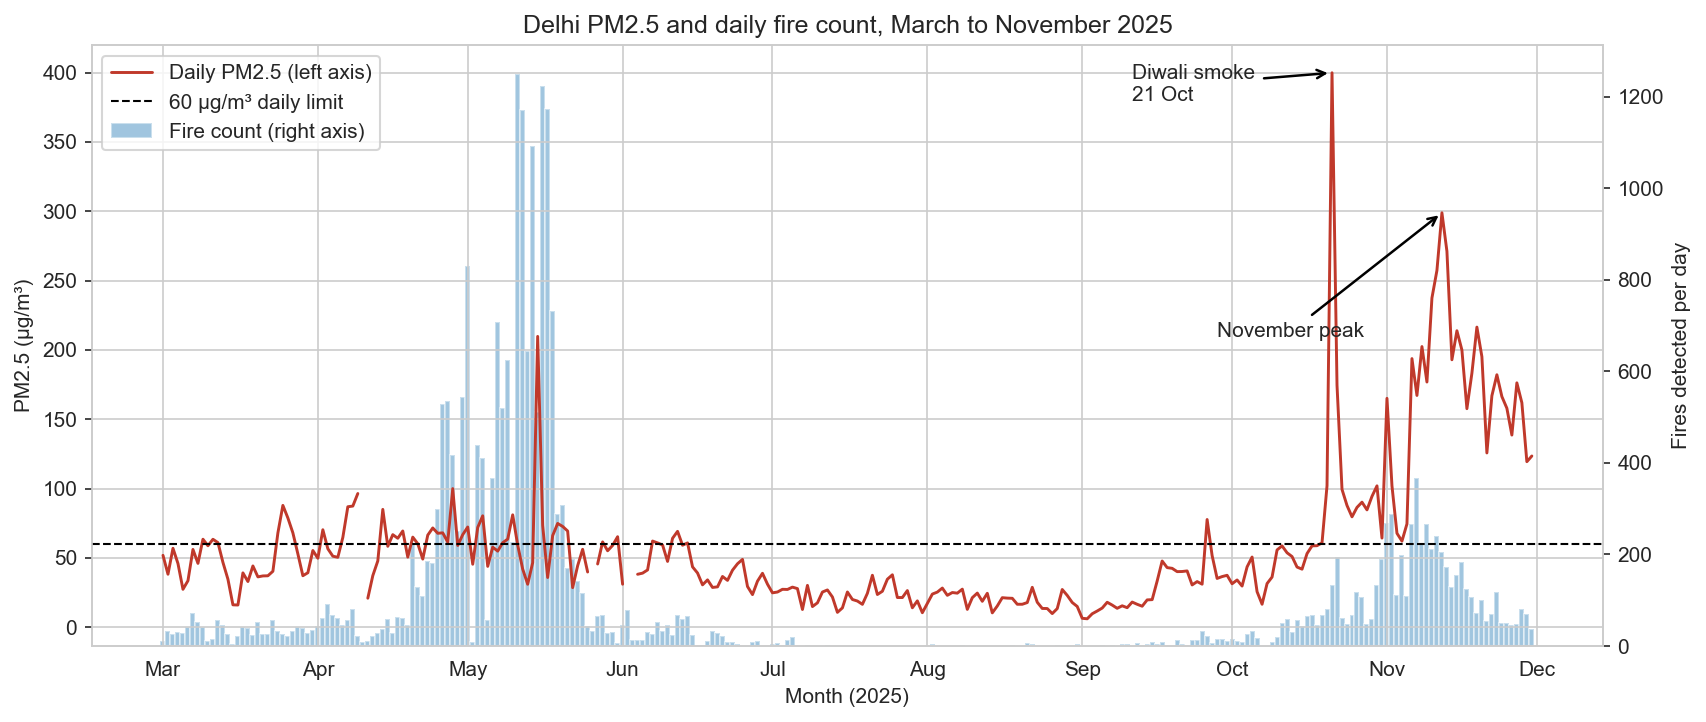 Delhi PM2.5 and daily fire count, March to November 2025
Daily PM2.5 (left axis)
60 µg/m³ daily limit
Fire count (right axis)
Diwali smoke
21 Oct
November peak
PM2.5 (µg/m³)
400
350
300
250
200
150
100
50
0
Fires detected per day
1200
1000
800
600
400
200
0
Mar Apr May Jun Jul Aug Sep Oct Nov Dec
Month (2025)